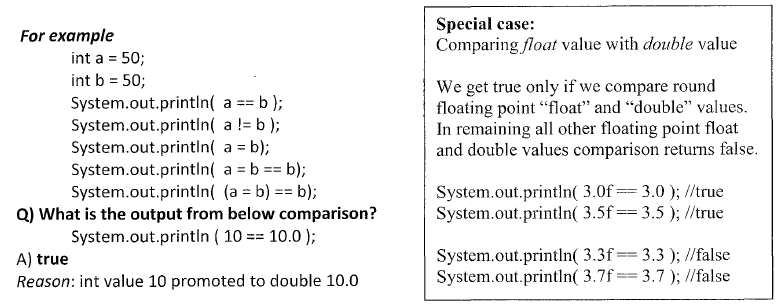 For example
int a = 50;
int b = 50;
System.out.println( a == b );
System.out.println( a != b );
System.out.println( a = b);
System.out.println( a = b == b);
System.out.println( (a = b) == b);
Q) What is the output from below comparison?
System.out.println ( 10 == 10.0 );
A) true
Reason: int value 10 promoted to double 10.0
Special case:
Comparing float value with double value
We get true only if we compare round
floating point “float” and “double” values.
In remaining all other floating point float
and double values comparison returns false.
System.out.println( 3.0f == 3.0 ); //true
System.out.println( 3.5f == 3.5 ); //true
System.out.println( 3.3f == 3.3 ); //false
System.out.println( 3.7f == 3.7 ); //false